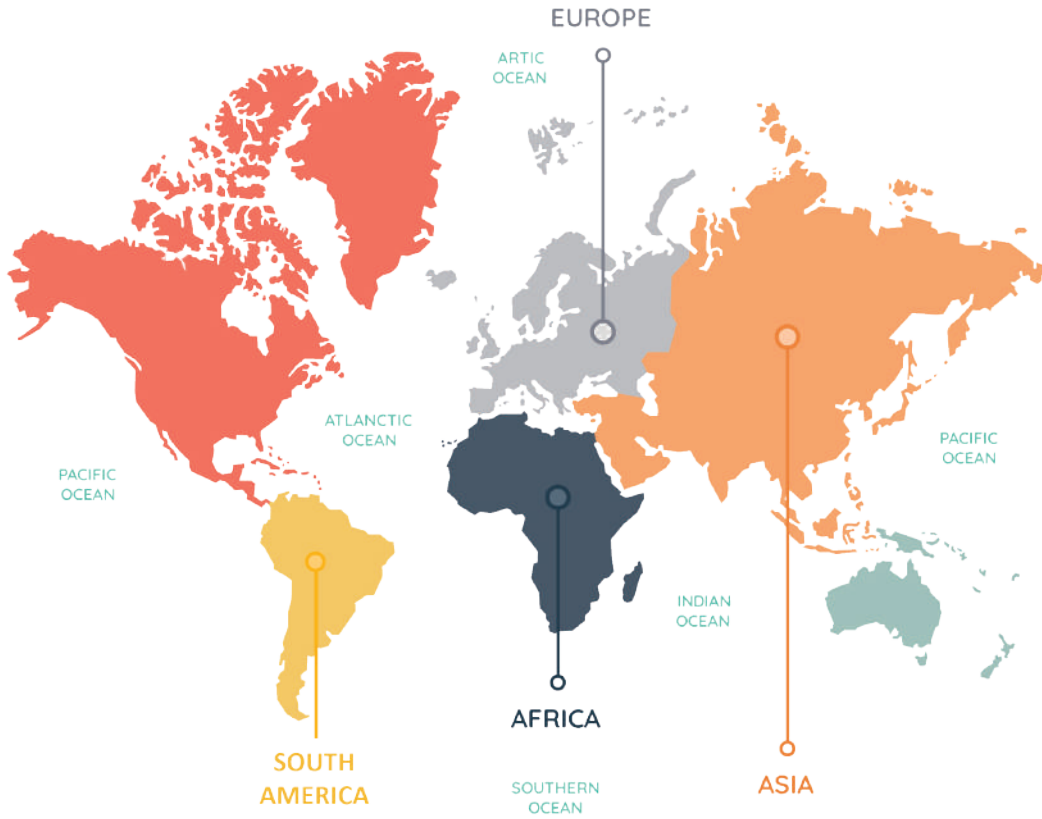 EUROPE
ARTIC
OCEAN
ATLANCTIC
OCEAN
PACIFIC
OCEAN
PACIFIC
OCEAN
INDIAN
OCEAN
AFRICA
SOUTH
AMERICA
ASIA
SOUTHERN
OCEAN